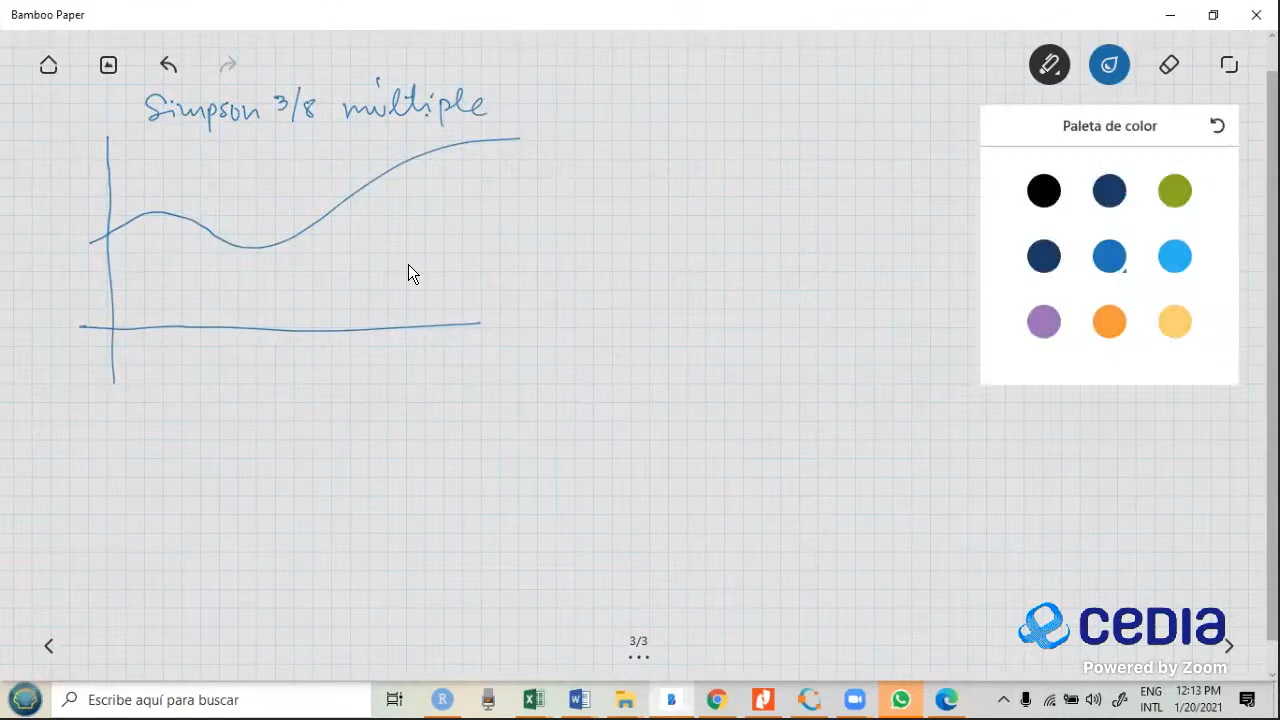 Bamboo Paper
Simpson 3/8 múltiple
Paleta de color
3/3
cedia
Powered by Zoom
Escribe aquí para buscar
R
B
ENG
INTL
12:13 PM
1/20/2021